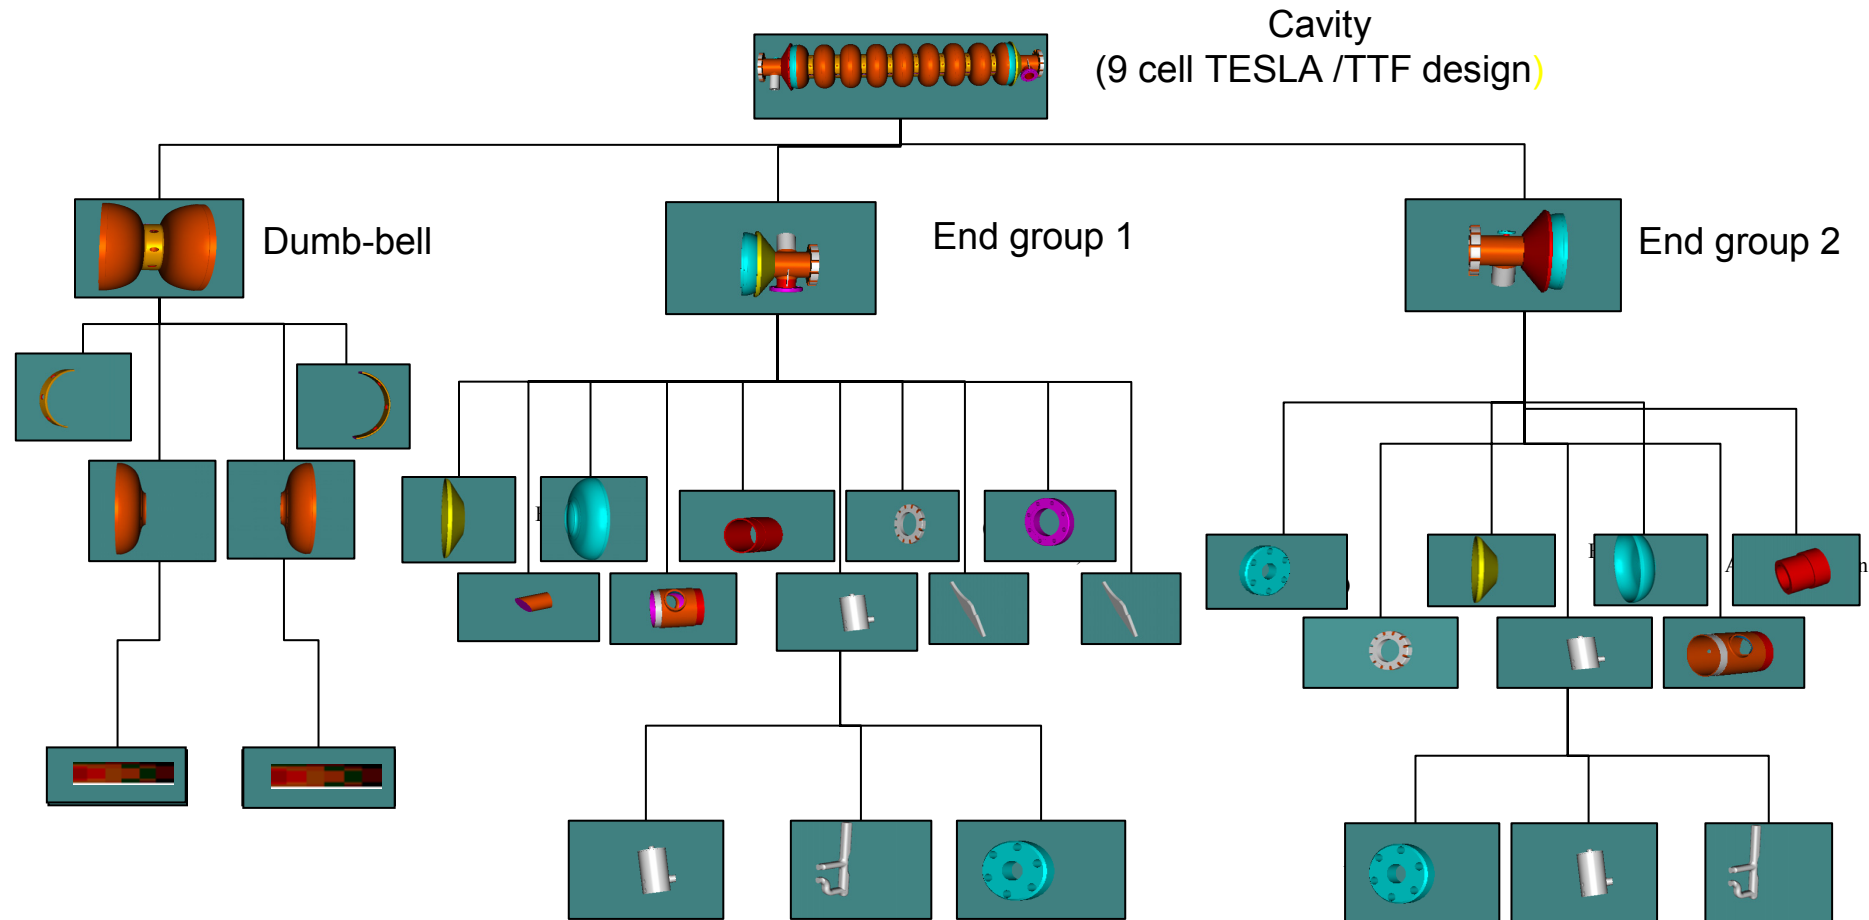 Cavity
(9 cell TESLA /TTF design)
Dumb-bell
End group 1
End group 2